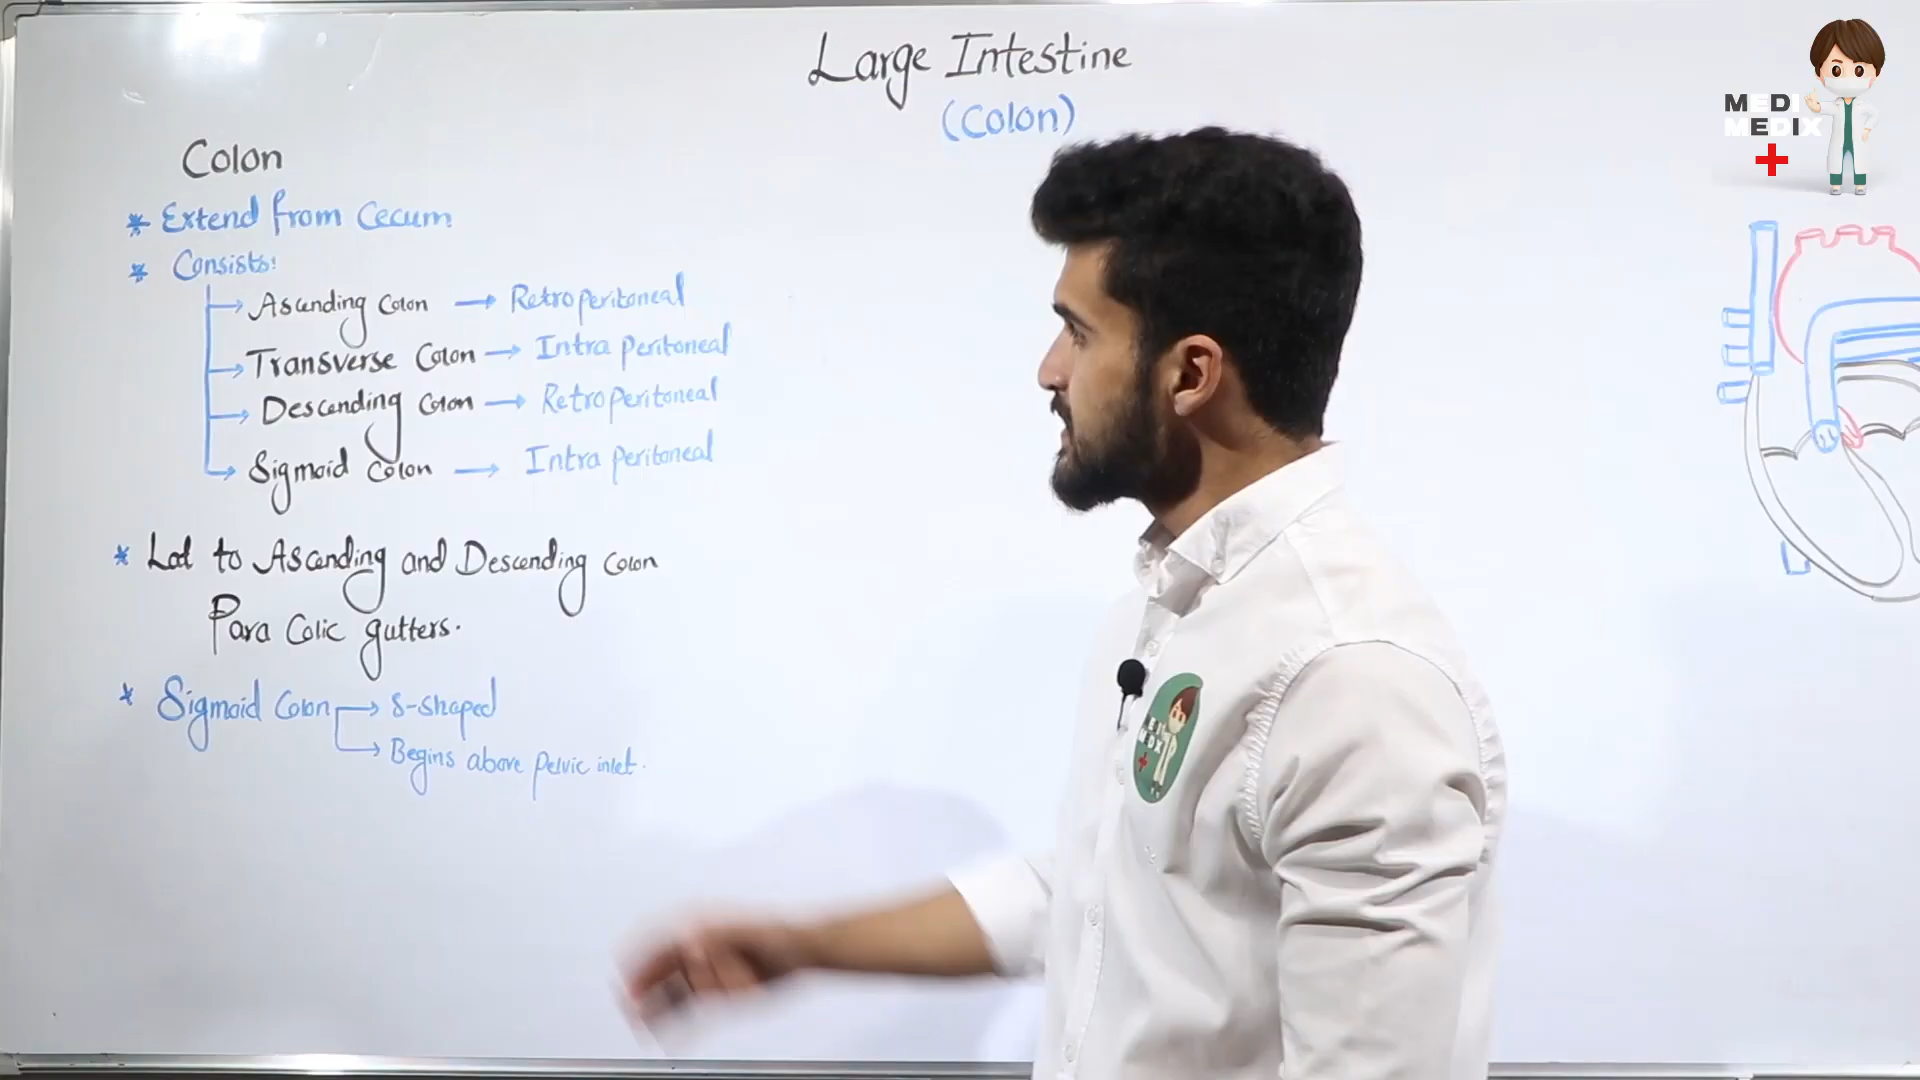 Large Intestine
(Colon)
MEDI
MEDIX
Colon
* Extend from Cecum
* Consists:
Ascending Colon → Retroperitoneal
Transverse Colon → Intra peritoneal
Descending Colon → Retroperitoneal
Sigmoid Colon → Intra peritoneal
* Lat to Ascending and Descending Colon
Para Colic gutters.
* Sigmoid Colon → S-shaped
→ Begins above pelvic inlet.
MEDI
MEDIX